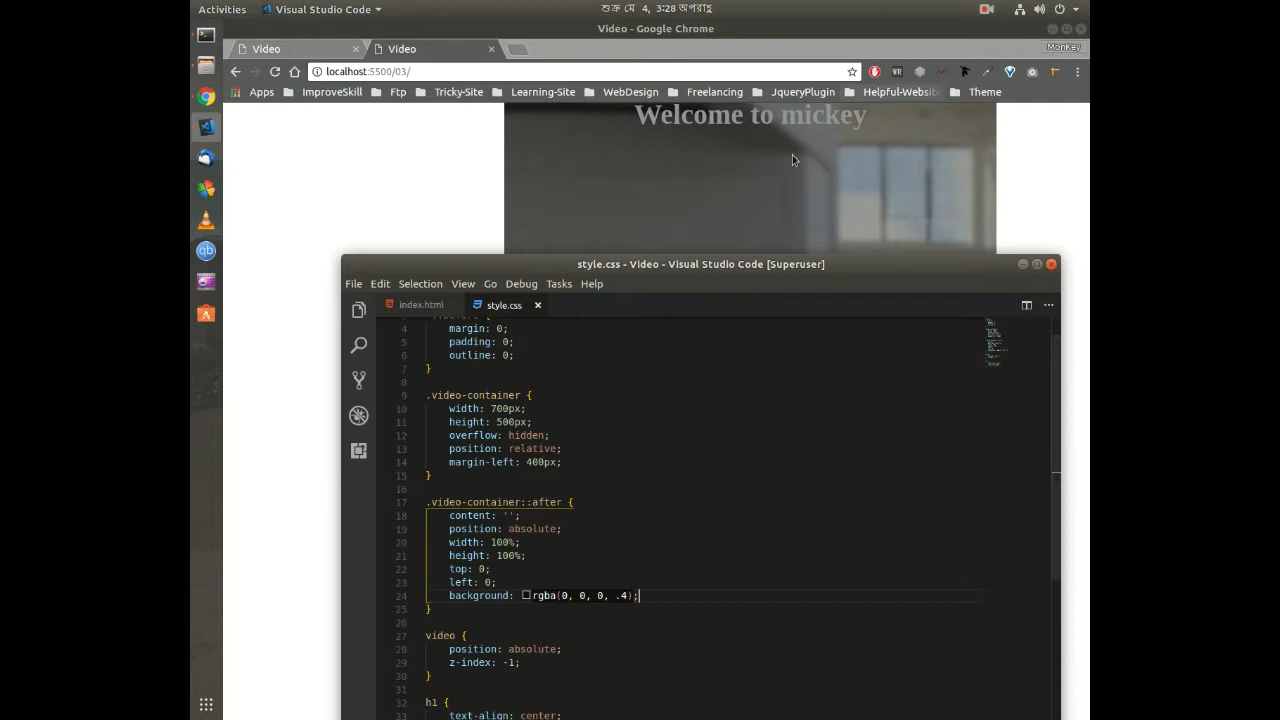 Activities Visual Studio Code শুক্র মে 4, 3:28 অপরাহ্ণ
Video - Google Chrome
Video Video MonKey
localhost:5500/03/
Apps ImproveSkill Ftp Tricky-Site Learning-Site WebDesign Freelancing JqueryPlugin Helpful-Website Theme
Welcome to mickey
style.css - Video - Visual Studio Code [Superuser]
File Edit Selection View Go Debug Tasks Help
index.html style.css
4 margin: 0;
5 padding: 0;
6 outline: 0;
7 }
8
9 .video-container {
10 width: 700px;
11 height: 500px;
12 overflow: hidden;
13 position: relative;
14 margin-left: 400px;
15 }
16
17 .video-container::after {
18 content: '';
19 position: absolute;
20 width: 100%;
21 height: 100%;
22 top: 0;
23 left: 0;
24 background: rgba(0, 0, 0, .4);
25 }
26
27 video {
28 position: absolute;
29 z-index: -1;
30 }
31
32 h1 {
33 text-align: center;